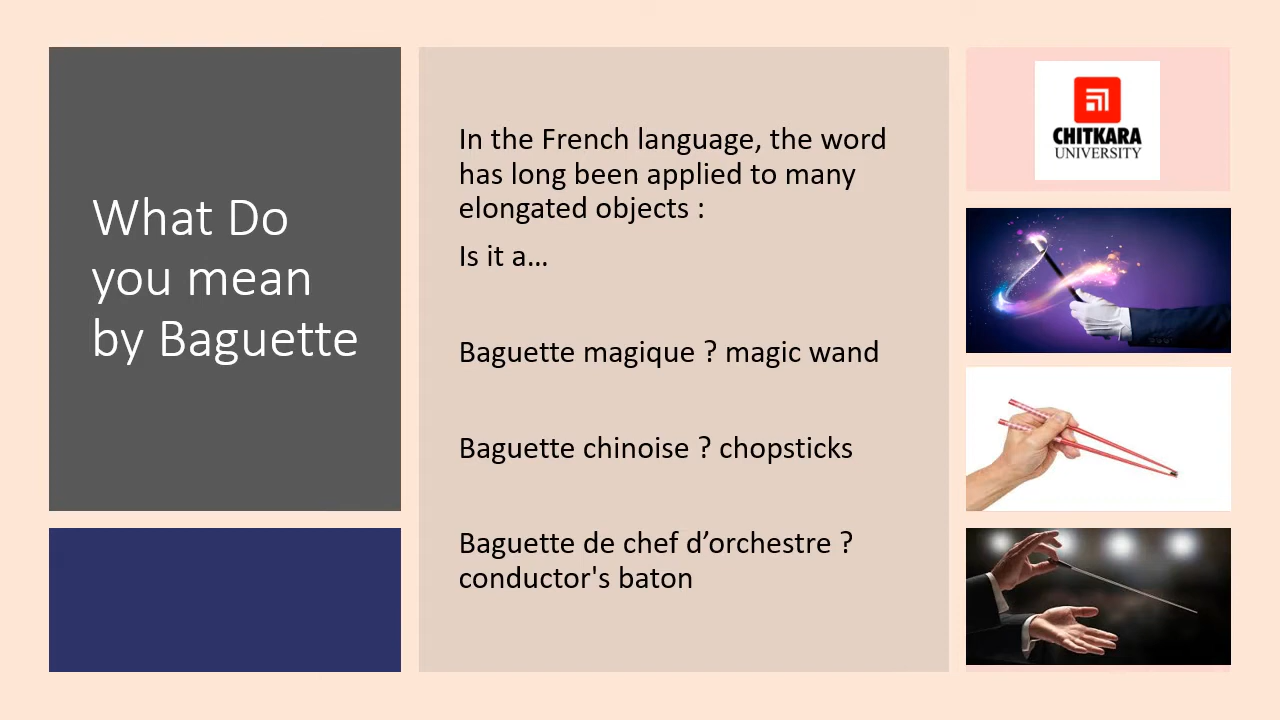 What Do
you mean
by Baguette
In the French language, the word
has long been applied to many
elongated objects :
Is it a…
Baguette magique ? magic wand
Baguette chinoise ? chopsticks
Baguette de chef d’orchestre ?
conductor's baton
CHITKARA
UNIVERSITY